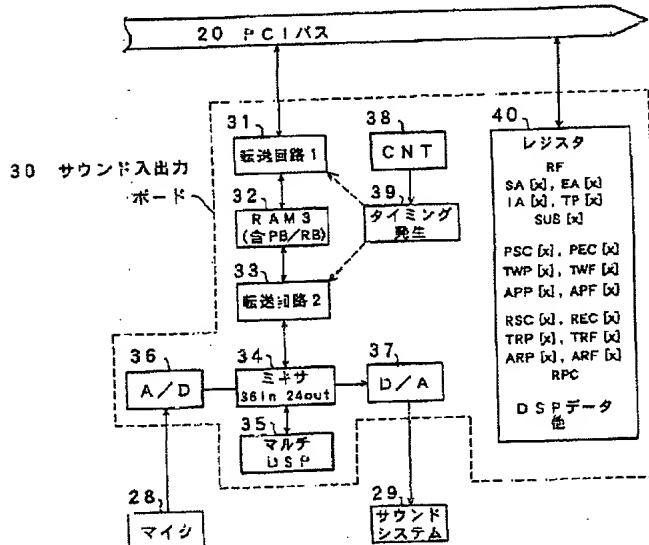 20 PCIバス
31
転送回路1
38
CNT
40
レジスタ
30 サウンド入出力
ボード
32
RAM3
(含PB/RB)
39
タイミング
発生
RF
SA[x], EA[x]
IA[x], TP[x]
SUS[x]
33
転送回路2
PSC[x], PEC[x]
TWP[x], TWF[x]
APP[x], APF[x]
RSC[x], REC[x]
TRP[x], TRF[x]
ARP[x], ARF[x]
RPC
36
A/D
34
ミキサ
36in 24out
37
D/A
DSPデータ
他
35
マルチ
DSP
28
マイク
29
サウンド
システム